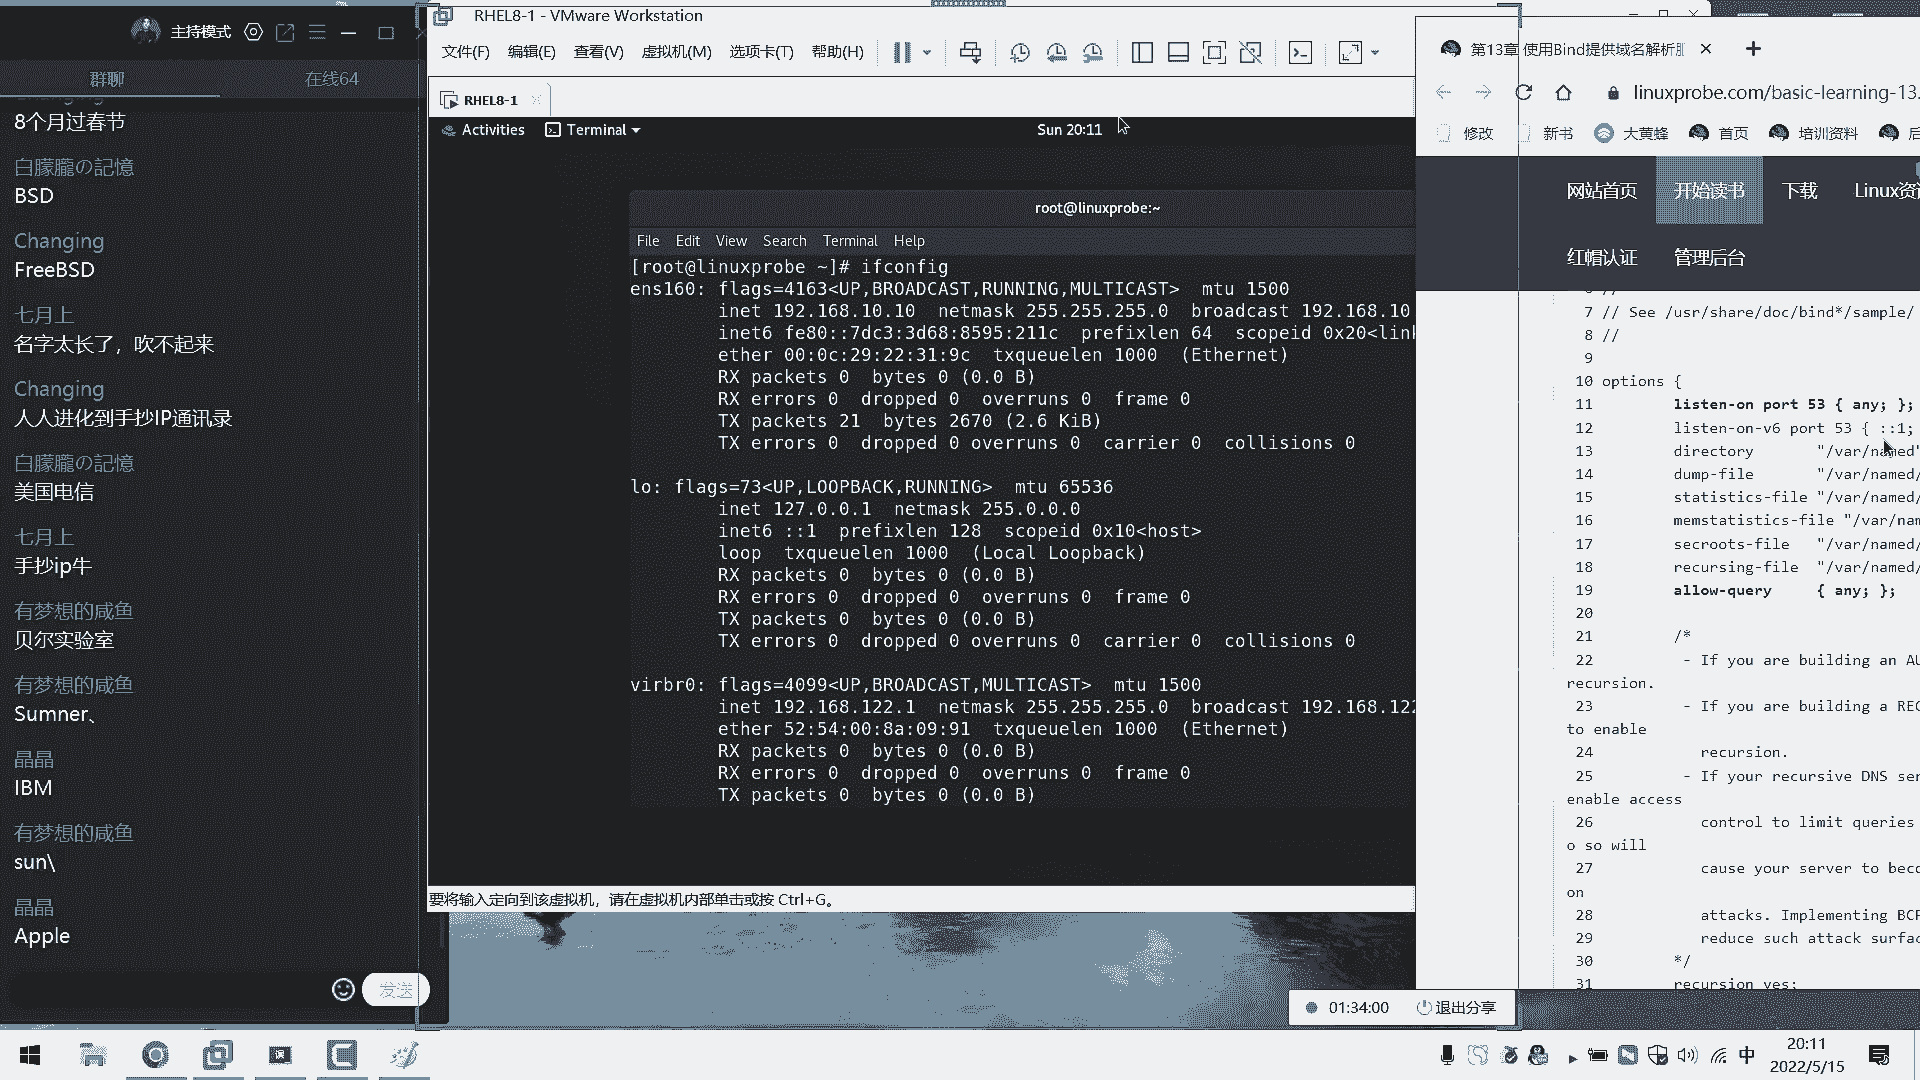 主持模式
群聊
在线64
Changing
8个月过春节
白朦朧の記憶
BSD
Changing
FreeBSD
七月上
名字太长了，吹不起来
Changing
人人进化到手抄IP通讯录
白朦朧の記憶
美国电信
七月上
手抄ip牛
有梦想的咸鱼
贝尔实验室
有梦想的咸鱼
Sumner、
晶晶
IBM
有梦想的咸鱼
sun\
晶晶
Apple
发送
RHEL8-1 - VMware Workstation
文件(F) 编辑(E) 查看(V) 虚拟机(M) 选项卡(T) 帮助(H)
RHEL8-1
Activities Terminal Sun 20:11
root@linuxprobe:~
File Edit View Search Terminal Help
[root@linuxprobe ~]# ifconfig
ens160: flags=4163<UP,BROADCAST,RUNNING,MULTICAST>  mtu 1500
inet 192.168.10.10  netmask 255.255.255.0  broadcast 192.168.10
inet6 fe80::7dc3:3d68:8595:211c  prefixlen 64  scopeid 0x20<link
ether 00:0c:29:22:31:9c  txqueuelen 1000  (Ethernet)
RX packets 0  bytes 0 (0.0 B)
RX errors 0  dropped 0  overruns 0  frame 0
TX packets 21  bytes 2670 (2.6 KiB)
TX errors 0  dropped 0 overruns 0  carrier 0  collisions 0
lo: flags=73<UP,LOOPBACK,RUNNING>  mtu 65536
inet 127.0.0.1  netmask 255.0.0.0
inet6 ::1  prefixlen 128  scopeid 0x10<host>
loop  txqueuelen 1000  (Local Loopback)
RX packets 0  bytes 0 (0.0 B)
RX errors 0  dropped 0  overruns 0  frame 0
TX packets 0  bytes 0 (0.0 B)
TX errors 0  dropped 0 overruns 0  carrier 0  collisions 0
virbr0: flags=4099<UP,BROADCAST,MULTICAST>  mtu 1500
inet 192.168.122.1  netmask 255.255.255.0  broadcast 192.168.122
ether 52:54:00:8a:09:91  txqueuelen 1000  (Ethernet)
RX packets 0  bytes 0 (0.0 B)
RX errors 0  dropped 0  overruns 0  frame 0
TX packets 0  bytes 0 (0.0 B)
要将输入定向到该虚拟机，请在虚拟机内部单击或按 Ctrl+G。
第13章 使用Bind提供域名解析
linuxprobe.com/basic-learning-13.
修改 新书 大黄蜂 首页 培训资料
网站首页 开始读书 下载 Linux资
红帽认证 管理后台
6 //
7 // See /usr/share/doc/bind*/sample/
8 //
9
10 options {
11 listen-on port 53 { any; };
12 listen-on-v6 port 53 { ::1;
13 directory "/var/named"
14 dump-file "/var/named/
15 statistics-file "/var/named/
16 memstatistics-file "/var/nam
17 secroots-file "/var/named/
18 recursing-file "/var/named/
19 allow-query { any; };
20
21 /*
22 - If you are building an AU
recursion.
23 - If you are building a REC
to enable
24 recursion.
25 - If your recursive DNS ser
enable access
26 control to limit queries
o so will
27 cause your server to beco
on
28 attacks. Implementing BCP
29 reduce such attack surfac
30 */
31 recursion yes;
01:34:00 退出分享
中
20:11
2022/5/15